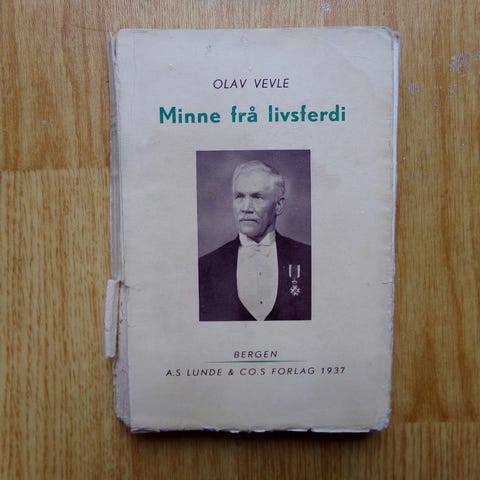 OLAV VEVLE
Minne frå livsferdi
BERGEN
A.S LUNDE & CO.S FORLAG 1937